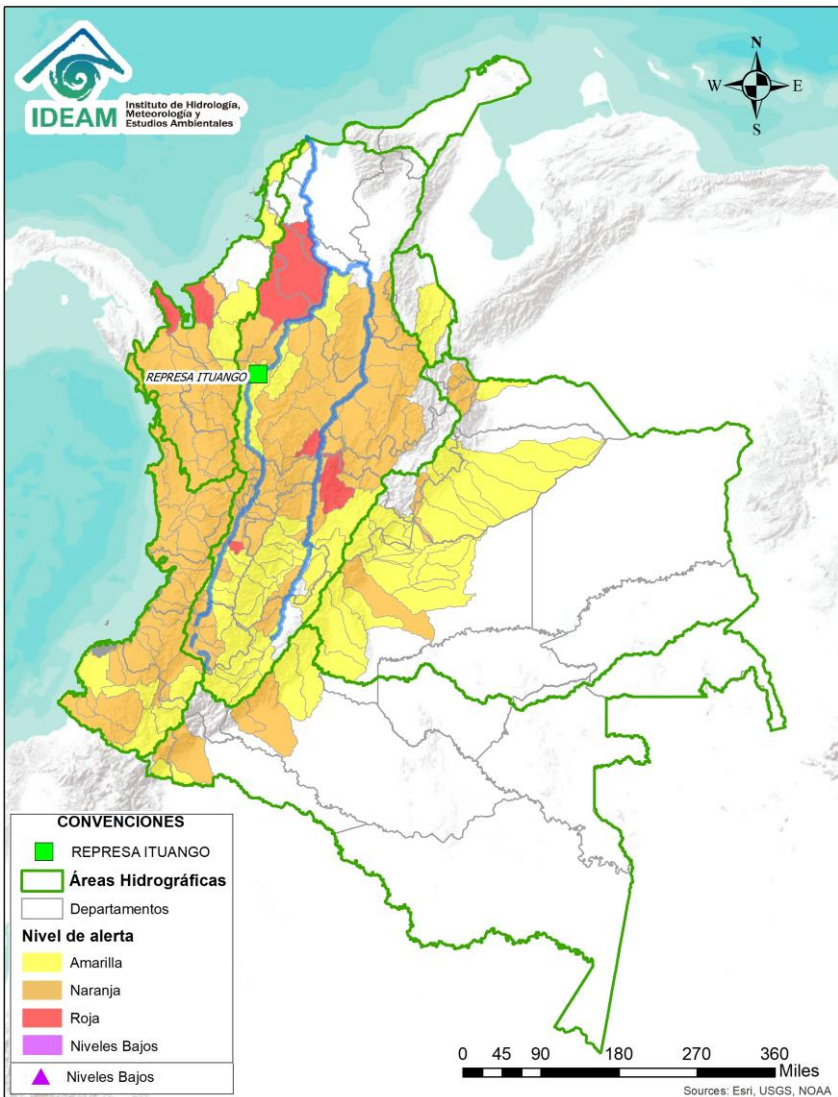 IDEAM
Instituto de Hidrología,
Meteorología y
Estudios Ambientales
N
W
E
S
REPRESA ITUANGO
CONVENCIONES
REPRESA ITUANGO
Áreas Hidrográficas
Departamentos
Nivel de alerta
Amarilla
Naranja
Roja
Niveles Bajos
Niveles Bajos
0 45 90 180 270 360
Miles
Sources: Esri, USGS, NOAA